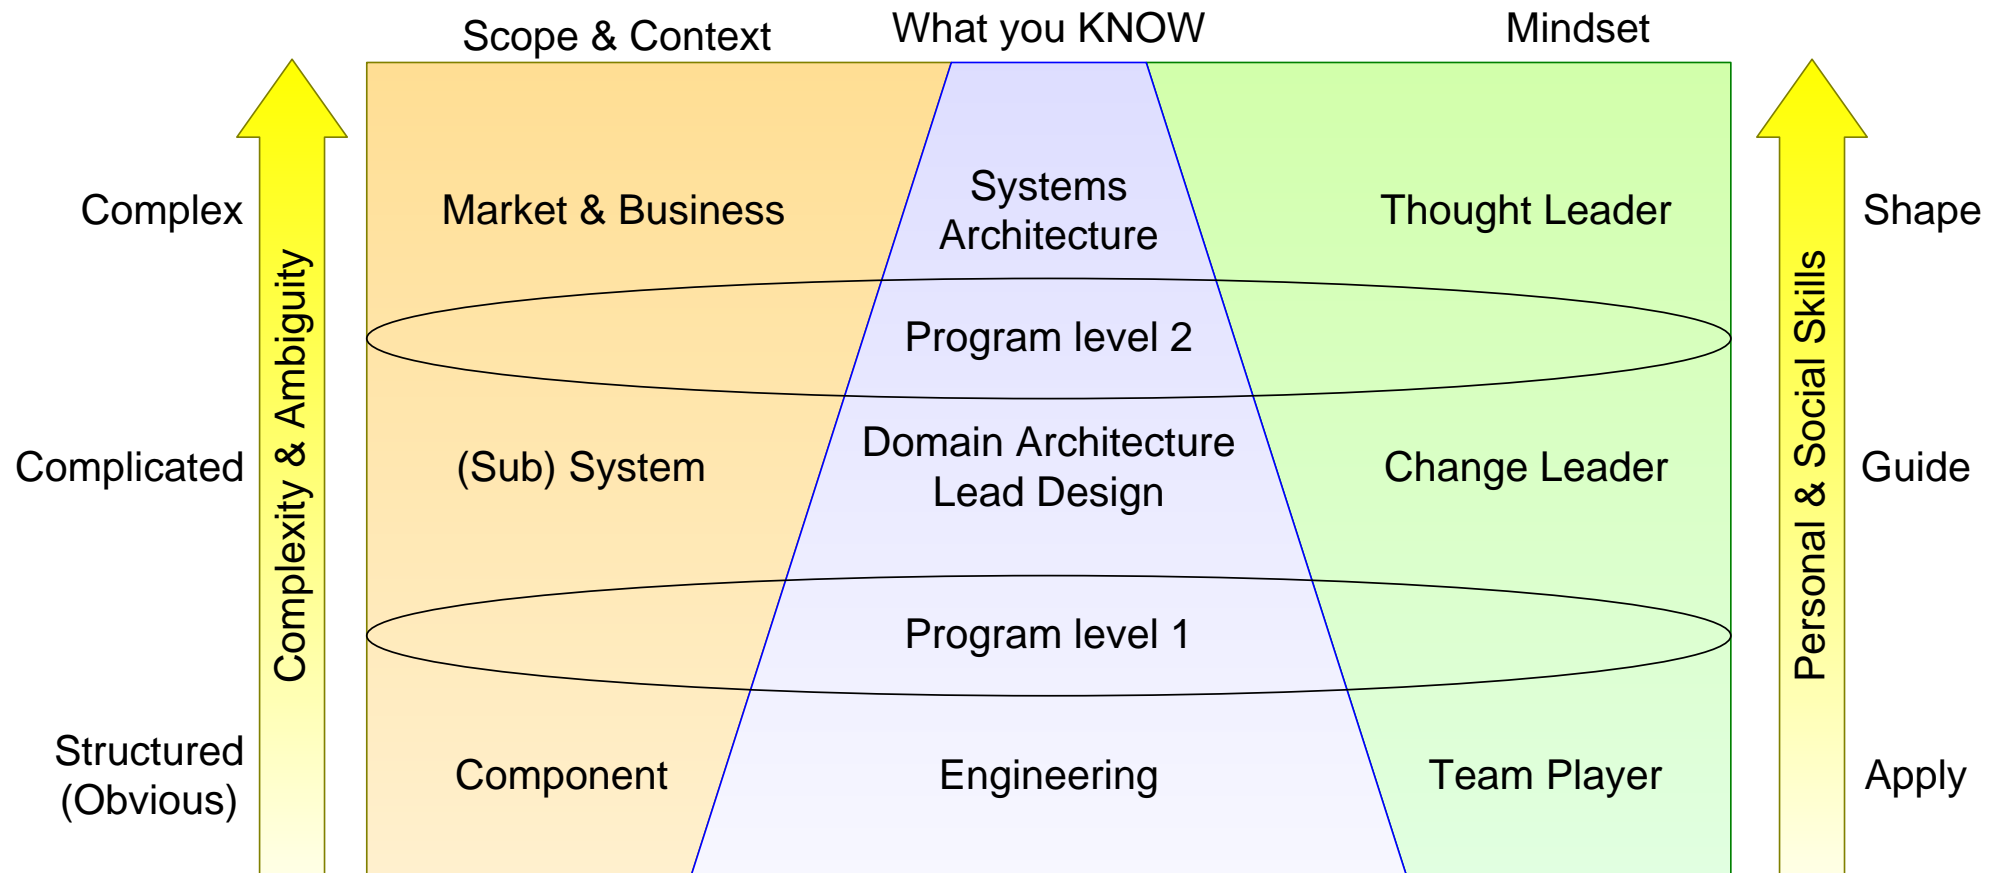 Scope & Context
What you KNOW
Mindset
Complex
Market & Business
Systems
Architecture
Thought Leader
Shape
Complexity & Ambiguity
Personal & Social Skills
Program level 2
Complicated
(Sub) System
Domain Architecture
Lead Design
Change Leader
Guide
Program level 1
Structured
(Obvious)
Component
Engineering
Team Player
Apply